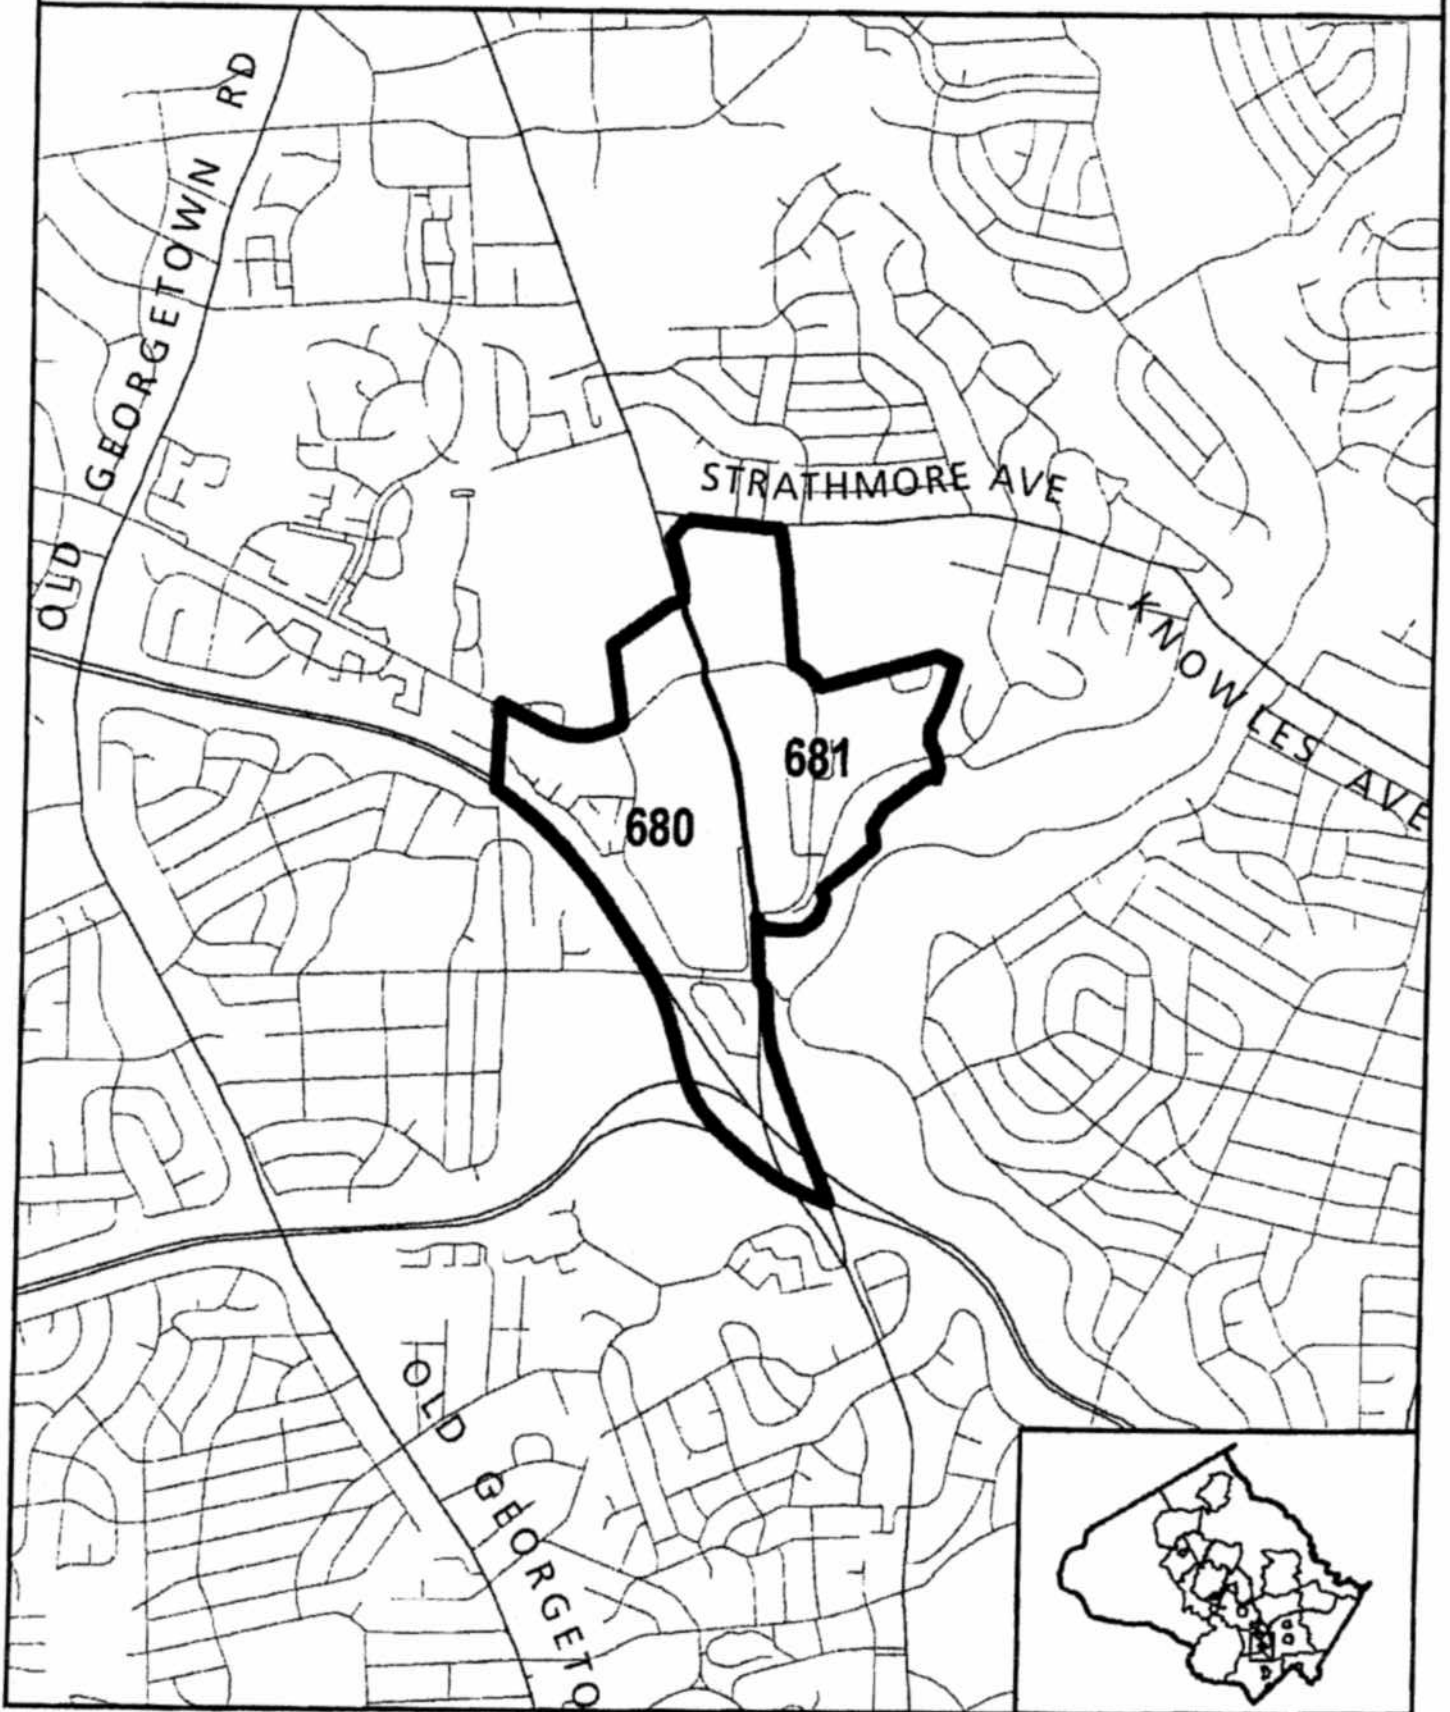 OLD GEORGETOWN RD
STRATHMORE AVE
KNOWLES AVE
681
680
OLD GEORGETO